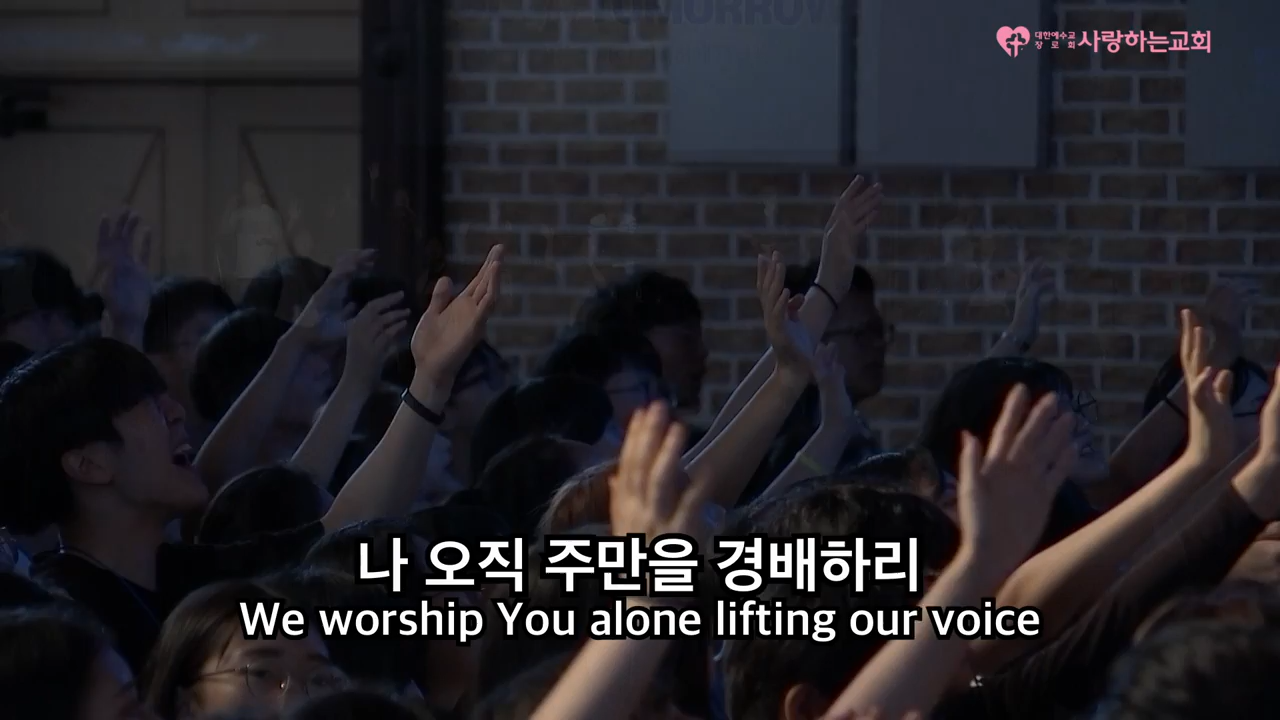 TOMORROW
대한예수교
장로회
사랑하는교회
나 오직 주만을 경배하리
We worship You alone lifting our voice